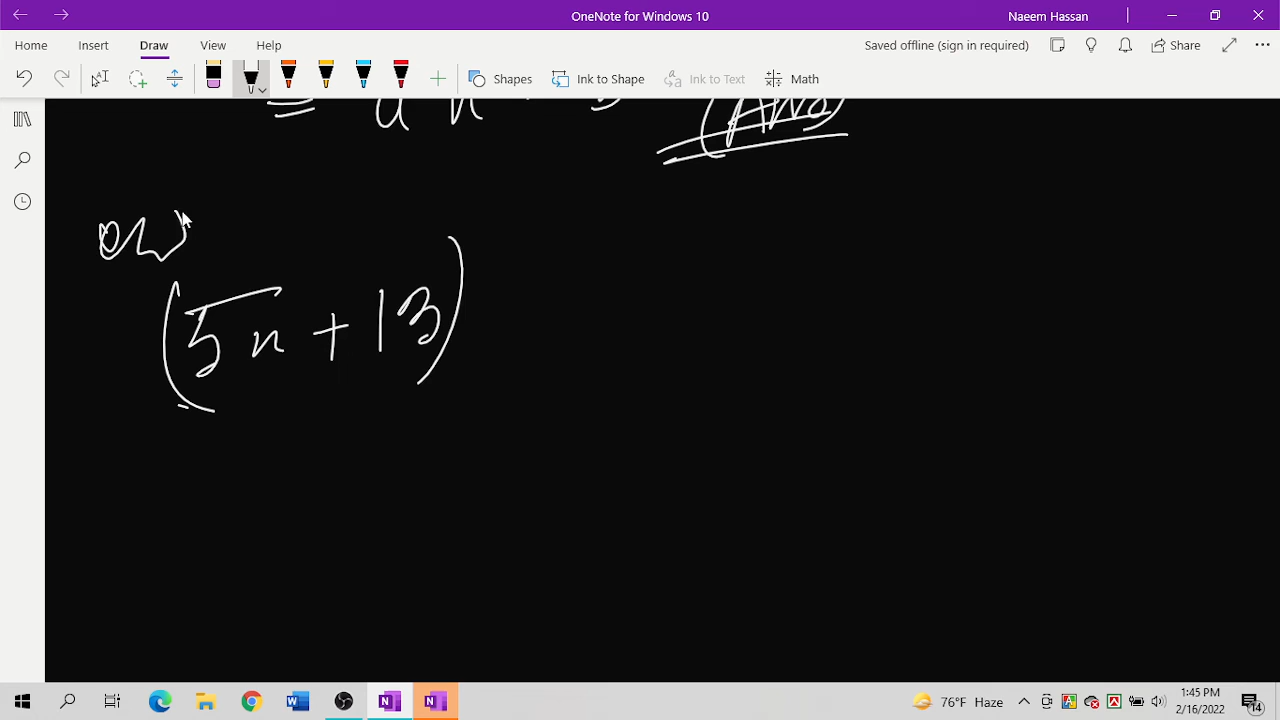 OneNote for Windows 10
Naeem Hassan
Home Insert Draw View Help
Saved offline (sign in required) Share
Shapes Ink to Shape Ink to Text Math
(Ans)
(5n + 13)
76°F Haze
1:45 PM
2/16/2022
14